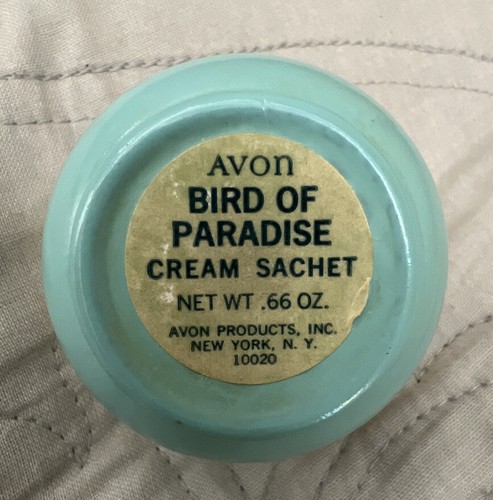 AVON
BIRD OF
PARADISE
CREAM SACHET
NET WT .66 OZ.
AVON PRODUCTS, INC.
NEW YORK, N. Y.
10020